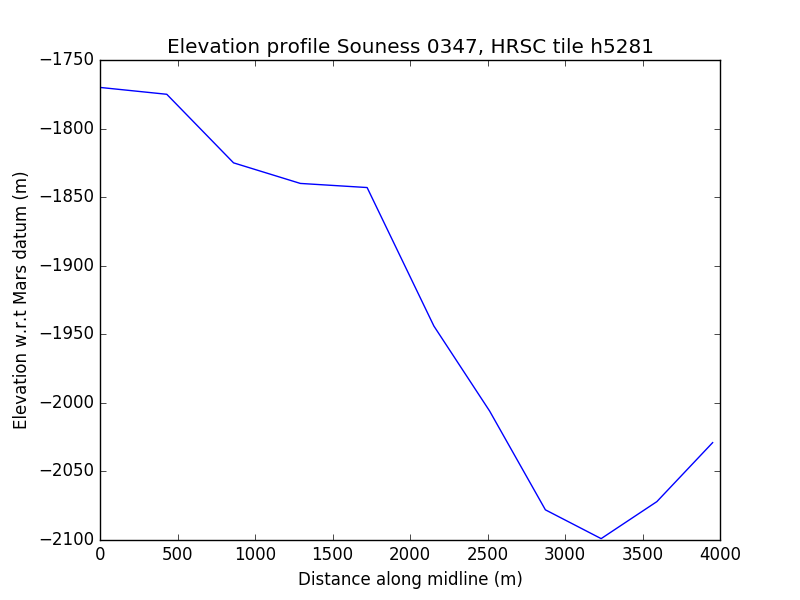 Elevation profile Souness 0347, HRSC tile h5281
Elevation w.r.t Mars datum (m)
−1750
−1800
−1850
−1900
−1950
−2000
−2050
−2100
0 500 1000 1500 2000 2500 3000 3500 4000
Distance along midline (m)